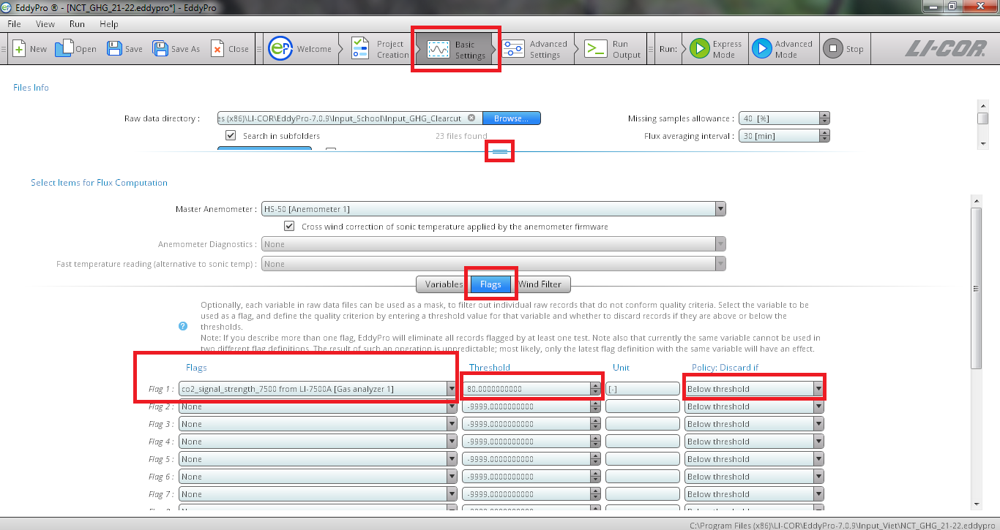 EddyPro ® - [NCT_GHG_21-22.eddypro*] - EddyPro
File View Run Help
New Open Save Save As Close Welcome Project Creation Basic Settings Advanced Settings Run Output Run: Express Mode Advanced Mode Stop LI-COR
Files Info
Raw data directory : es (x86)\LI-COR\EddyPro-7.0.9\Input_School\Input_GHG_Clearcut Browse... Missing samples allowance : 40 [%]
Search in subfolders 23 files found Flux averaging interval : 30 [min]
Select Items for Flux Computation
Master Anemometer : HS-50 [Anemometer 1]
Cross wind correction of sonic temperature applied by the anemometer firmware
Anemometer Diagnostics : None
Fast temperature reading (alternative to sonic temp) : None
Variables Flags Wind Filter
Optionally, each variable in raw data files can be used as a mask, to filter out individual raw records that do not conform quality criteria. Select the variable to be
used as a flag, and define the quality criterion by entering a threshold value for that variable and whether to discard records if they are above or below the
thresholds.
Note: If you describe more than one flag, EddyPro will eliminate all records flagged by at least one test. Note also that currently the same variable cannot be used in
two different flag definitions. The result of such an operation is unpredictable; most likely, only the latest flag definition with the same variable will have an effect.
Flags Threshold Unit Policy: Discard if
Flag 1 : co2_signal_strength_7500 from LI-7500A [Gas analyzer 1] 80.0000000000 [-] Below threshold
Flag 2 : None -9999.0000000000 Below threshold
Flag 3 : None -9999.0000000000 Below threshold
Flag 4 : None -9999.0000000000 Below threshold
Flag 5 : None -9999.0000000000 Below threshold
Flag 6 : None -9999.0000000000 Below threshold
Flag 7 : None -9999.0000000000 Below threshold
C:\Program Files (x86)\LI-COR\EddyPro-7.0.9\Input_Viet\NCT_GHG_21-22.eddypro